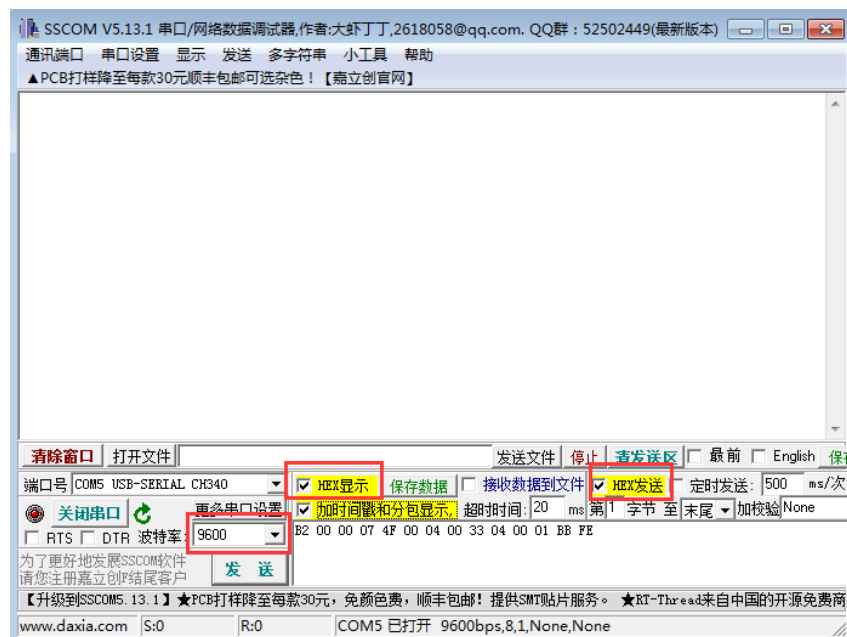 SSCOM V5.13.1 串口/网络数据调试器,作者:大虾丁丁,2618058@qq.com. QQ群：52502449(最新版本)
通讯端口 串口设置 显示 发送 多字符串 小工具 帮助
▲PCB打样降至每款30元顺丰包邮可选杂色！【嘉立创官网】
清除窗口 打开文件 发送文件 停止 清发送区 最前 English 保
端口号 COM5 USB-SERIAL CH340 HEX显示 保存数据 接收数据到文件 HEX发送 定时发送: 500 ms/次
关闭串口 更多串口设置 加时间戳和分包显示, 超时时间: 20 ms 第1 字节 至 末尾 加校验 None
RTS DTR 波特率: 9600 B2 00 00 07 4F 00 04 00 33 04 00 01 BB FE
为了更好地发展SSCOM软件
请您注册嘉立创F结尾客户
发 送
【升级到SSCOM5.13.1】★PCB打样降至每款30元，免颜色费，顺丰包邮！提供SMT贴片服务。 ★RT-Thread来自中国的开源免费商
www.daxia.com S:0 R:0 COM5 已打开 9600bps,8,1,None,None